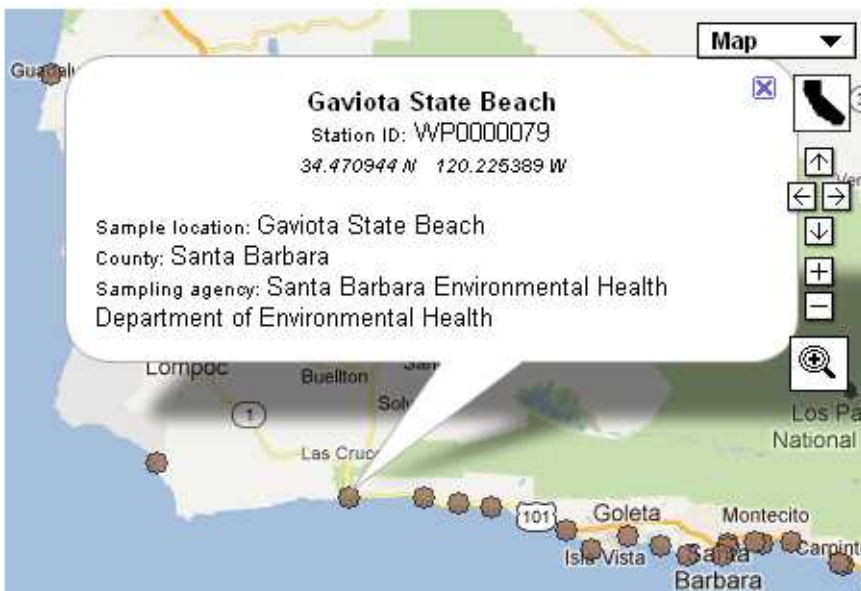 Map
Gaviota State Beach
Station ID: WP0000079
34.470944 N 120.225389 W
Sample location: Gaviota State Beach
County: Santa Barbara
Sampling agency: Santa Barbara Environmental Health
Department of Environmental Health
Lompoc
Buellton
1
Las Cruc
Los Pa
National
101
Goleta
Montecito
Isla Vista
Santa
Barbara
Carpint